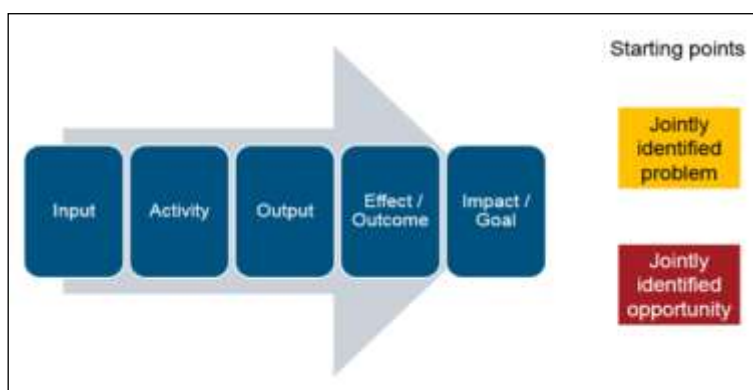 Starting points
Input
Activity
Output
Effect /
Outcome
Impact /
Goal
Jointly
identified
problem
Jointly
identified
opportunity